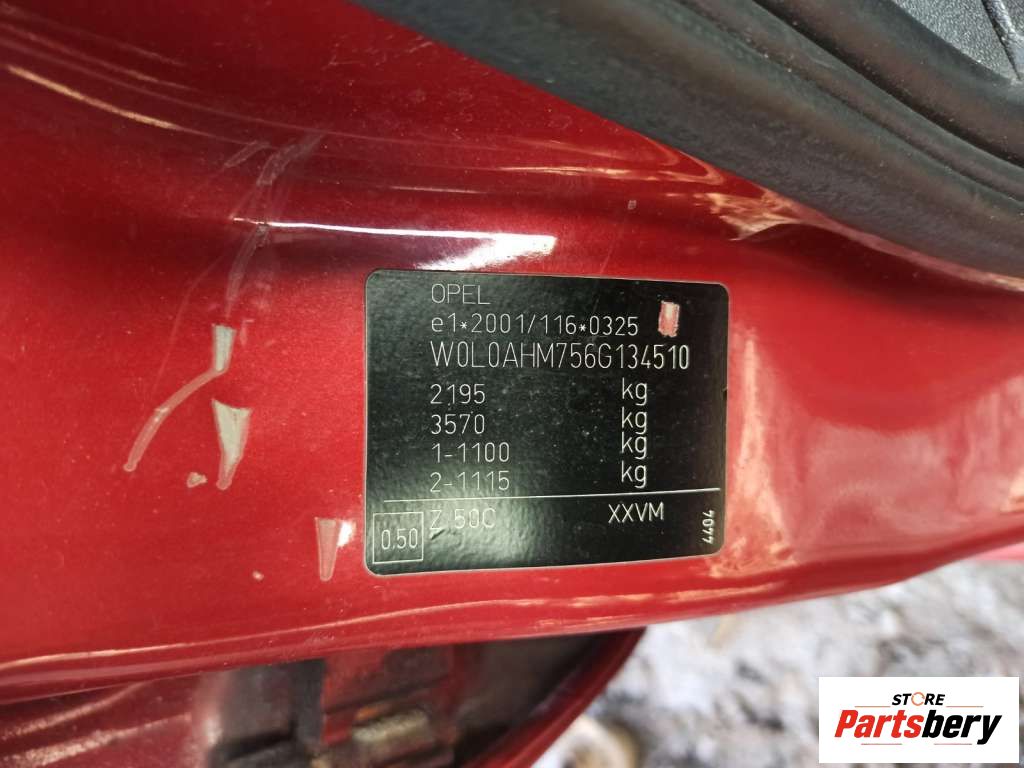 OPEL
e1*2001/116*0325
W0L0AHM756G134510
2195 kg
3570 kg
1-1100 kg
2-1115 kg
0.50 Z 50C XXVM
4404
STORE
Partsbery